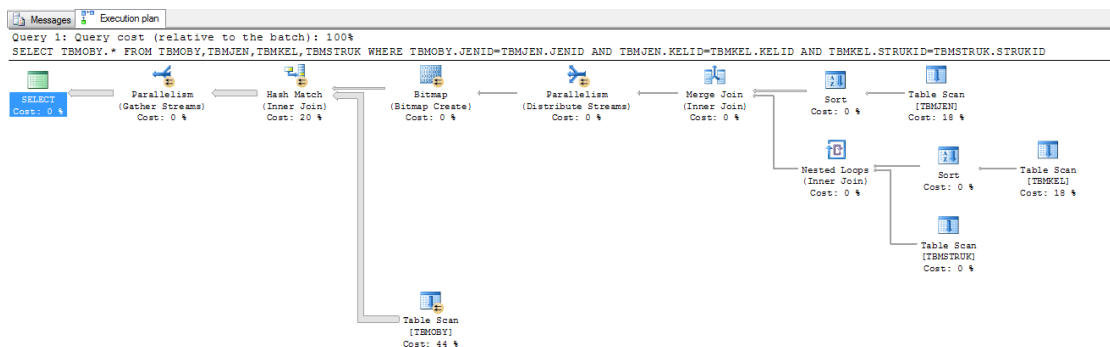 Messages
Execution plan
Query 1: Query cost (relative to the batch): 100%
SELECT TBMOBY.* FROM TBMOBY,TBMJEN,TBMKEL,TBMSTRUK WHERE TBMOBY.JENID=TBMJEN.JENID AND TBMJEN.KELID=TBMKEL.KELID AND TBMKEL.STRUKID=TBMSTRUK.STRUKID
SELECT
Cost: 0 %
Parallelism
(Gather Streams)
Cost: 0 %
Hash Match
(Inner Join)
Cost: 20 %
Bitmap
(Bitmap Create)
Cost: 0 %
Parallelism
(Distribute Streams)
Cost: 0 %
Merge Join
(Inner Join)
Cost: 0 %
Sort
Cost: 0 %
Table Scan
[TBMJEN]
Cost: 18 %
Nested Loops
(Inner Join)
Cost: 0 %
Sort
Cost: 0 %
Table Scan
[TBMKEL]
Cost: 18 %
Table Scan
[TBMSTRUK]
Cost: 0 %
Table Scan
[TBMOBY]
Cost: 44 %